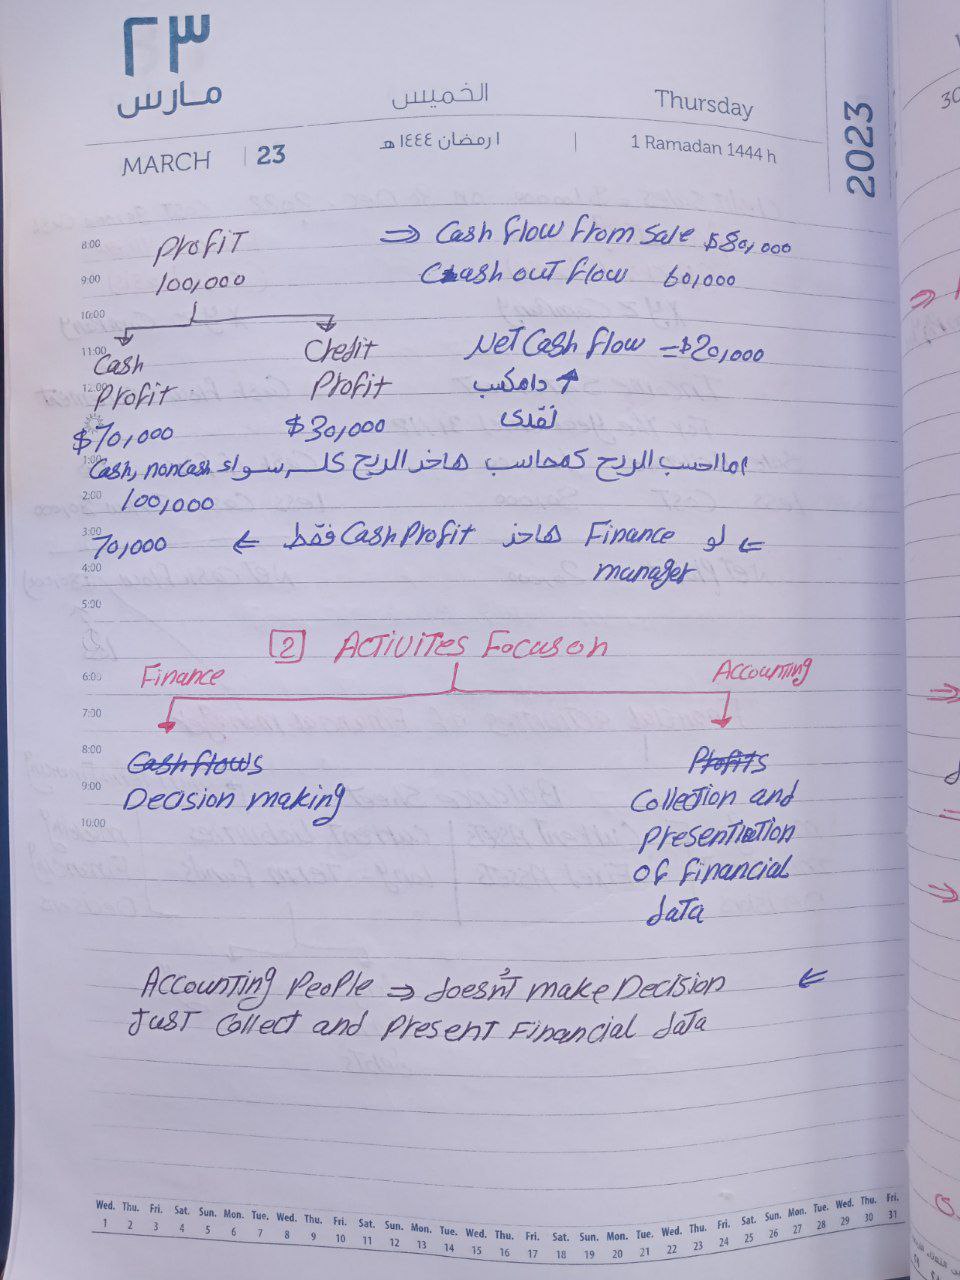 ٢٣
مارس
الخميس
Thursday
MARCH | 23
١ رمضان ١٤٤٤ هـ
1 Ramadan 1444 h
2023
8:00
Profit
⇒ Cash flow from sale $80,000
9:00
100,000
Cash out flow 60,000
10:00
11:00
Cash
Credit
Net Cash flow = $20,000
12:00
Profit
Profit
دا مكسب
$70,000
$30,000
نقدى
1:00
اما احسب الربح كمحاسب هاخد الربح كله سواء Cash, noncash
2:00
100,000
3:00
⇐ لو Finance هاخذ Cash Profit فقط ⇐ 70,000
manager
4:00
5:00
2 Activites Focus on
6:00
Finance
Accounting
7:00
8:00
Cash flows
Profits
9:00
Decision making
Collection and
10:00
Presentation
of financial
data
Accounting People ⇒ doesn't make Decision ⇐
Just collect and present Financial data
Wed. Thu. Fri. Sat. Sun. Mon. Tue. Wed. Thu. Fri. Sat. Sun. Mon. Tue. Wed. Thu. Fri. Sat. Sun. Mon. Tue. Wed. Thu. Fri. Sat. Sun. Mon. Tue. Wed. Thu. Fri.
1 2 3 4 5 6 7 8 9 10 11 12 13 14 15 16 17 18 19 20 21 22 23 24 25 26 27 28 29 30 31